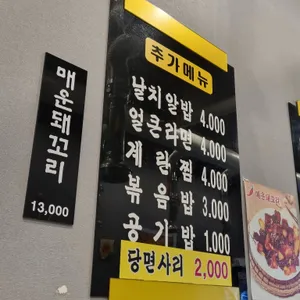 매운돼꼬리
13,000
추가메뉴
날치알밥 4.000
얼큰라면 4.000
계란찜 4.000
볶음밥 3.000
공기밥 1.000
당면사리 2,000